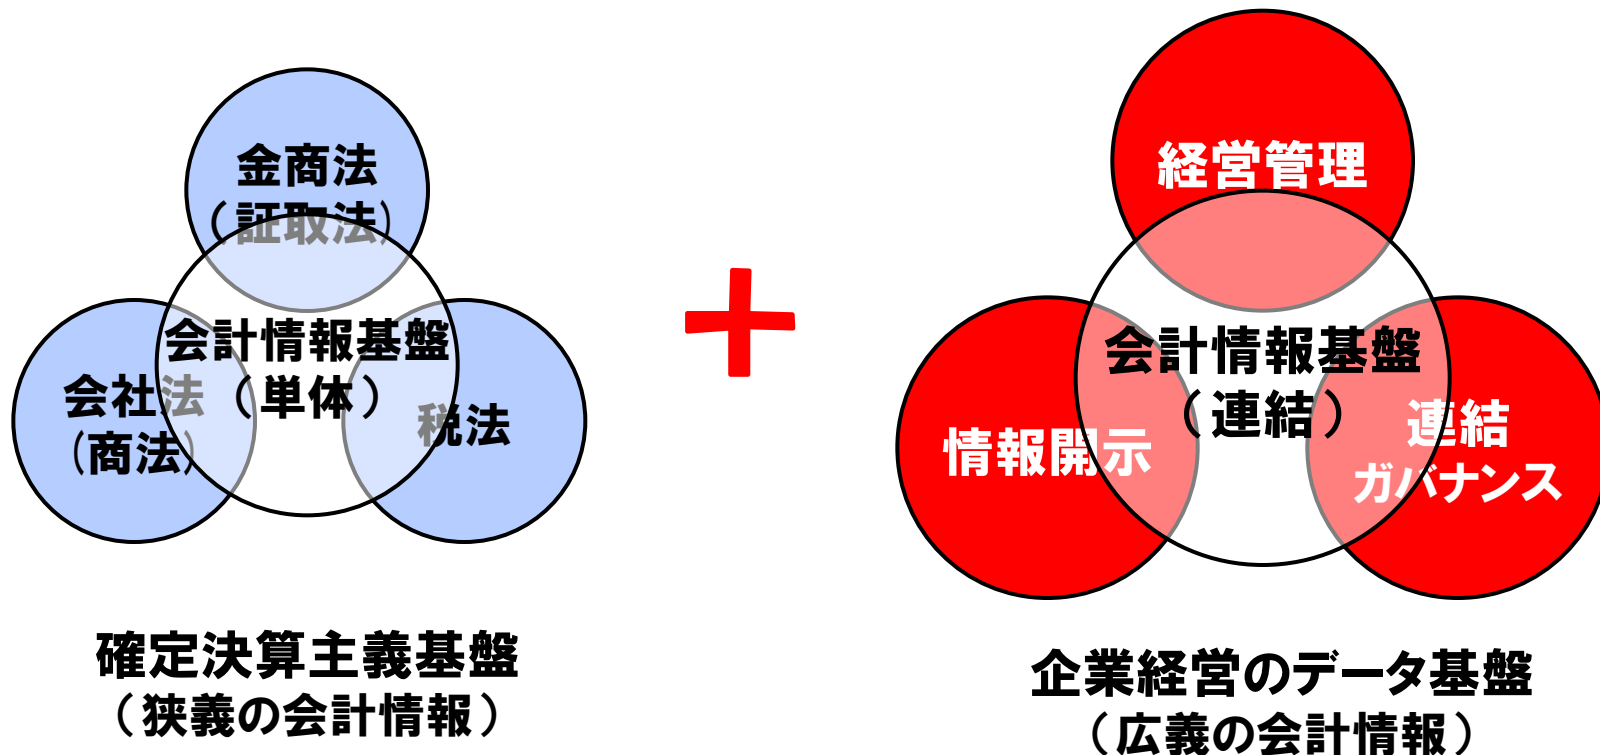 金商法
（証取法）
会計情報基盤
（単体）
会社法
（商法）
税法
確定決算主義基盤
（狭義の会計情報）
+
経営管理
会計情報基盤
（連結）
情報開示
連結
ガバナンス
企業経営のデータ基盤
（広義の会計情報）